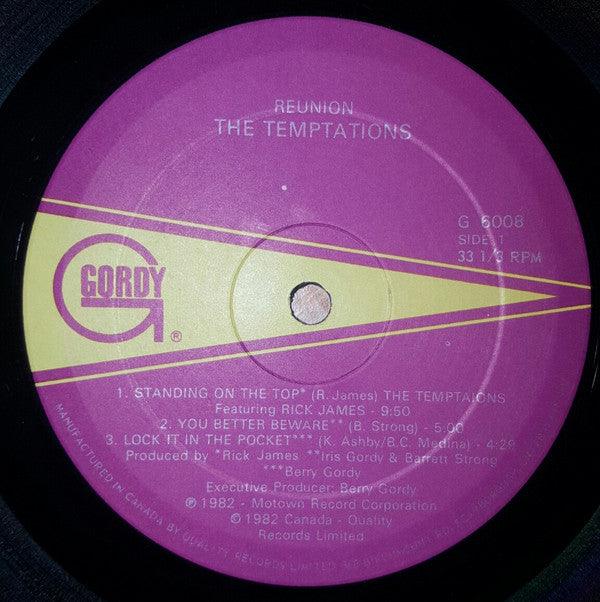 REUNION
THE TEMPTATIONS
G 6008
SIDE 1
33 1/3 RPM
GORDY
®
1. STANDING ON THE TOP* (R. James) THE TEMPTAIONS
Featuring RICK JAMES - 9:50
2. YOU BETTER BEWARE** (B. Strong) - 5:00
3. LOCK IT IN THE POCKET*** (K. Ashby/B.C. Medina) - 4:29
Produced by *Rick James **Iris Gordy & Barrett Strong
***Berry Gordy
Executive Producer: Berry Gordy
℗ 1982 - Motown Record Corporation
© 1982 Canada - Quality
Records Limited
MANUFACTURED IN CANADA BY QUALITY RECORDS LIMITED,